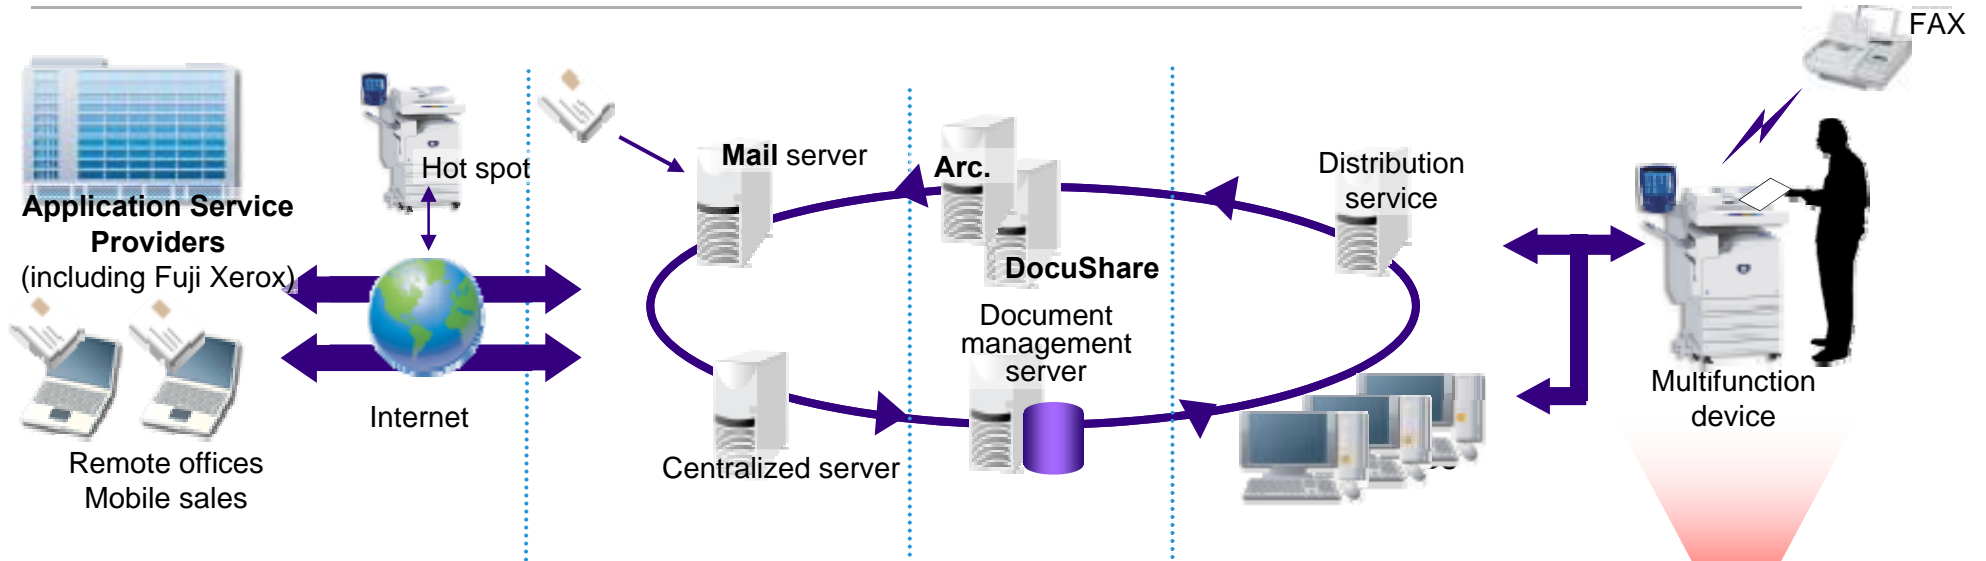 FAX
Hot spot
Application Service
Providers
(including Fuji Xerox)
Internet
Remote offices
Mobile sales
Mail server
Arc.
DocuShare
Document
management
server
Centralized server
Distribution
service
Multifunction
device